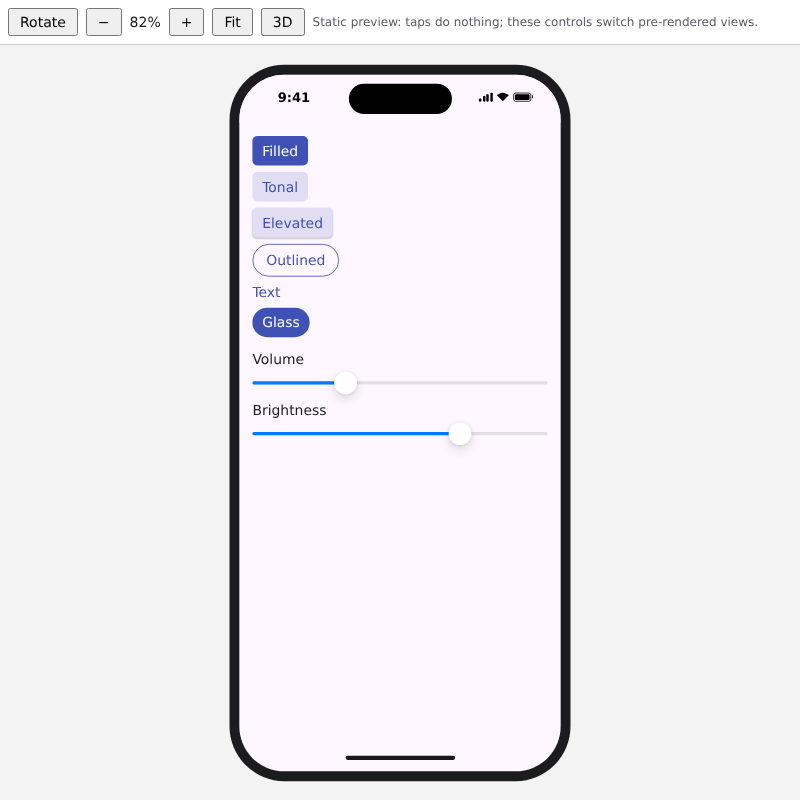 Rotate − 82% + Fit 3D Static preview: taps do nothing; these controls switch pre-rendered views.
9:41
Filled
Tonal
Elevated
Outlined
Text
Glass
Volume
Brightness